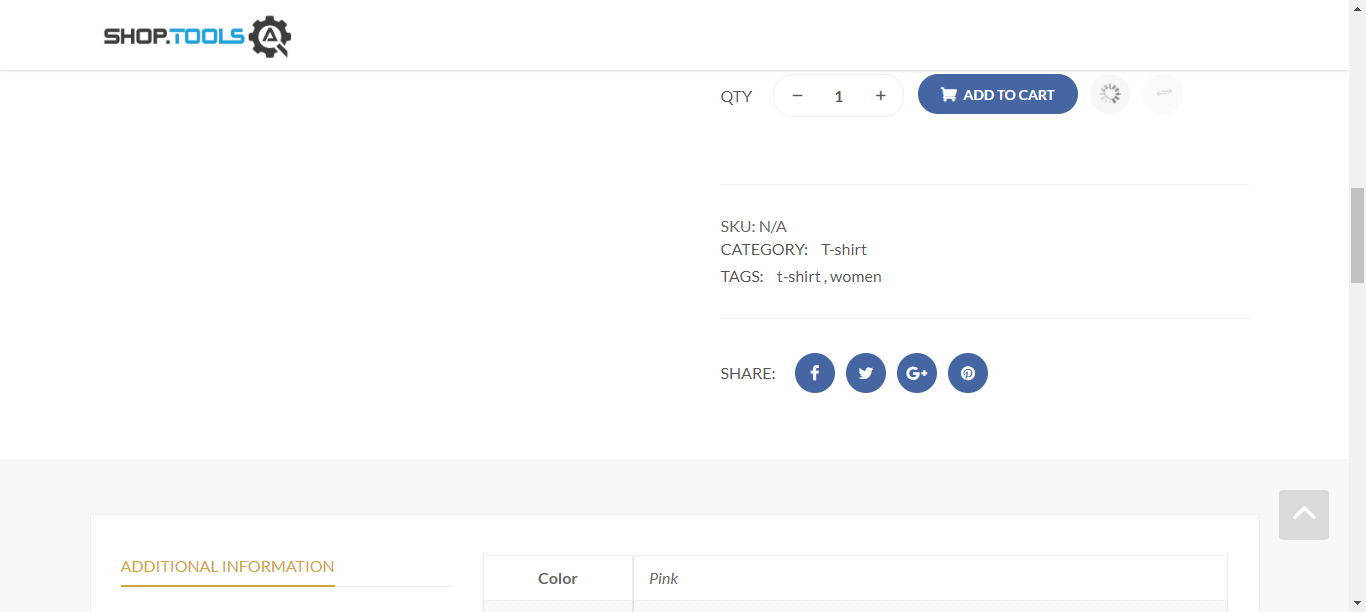 SHOP.TOOLS
QTY − 1 + ADD TO CART
SKU: N/A
CATEGORY: T-shirt
TAGS: t-shirt , women
SHARE:
ADDITIONAL INFORMATION
Color Pink